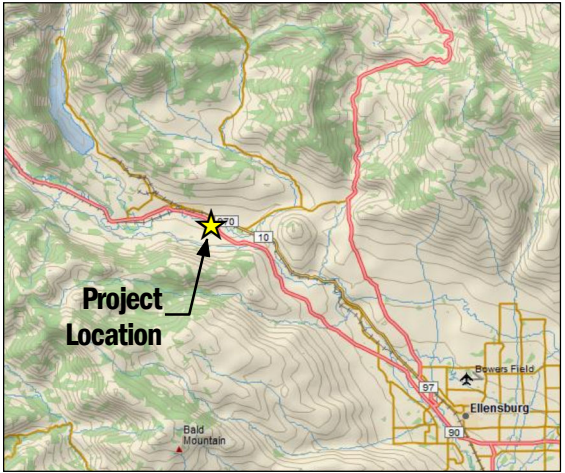 970
10
Project
Location
Bowers Field
97
Ellensburg
90
Bald
Mountain